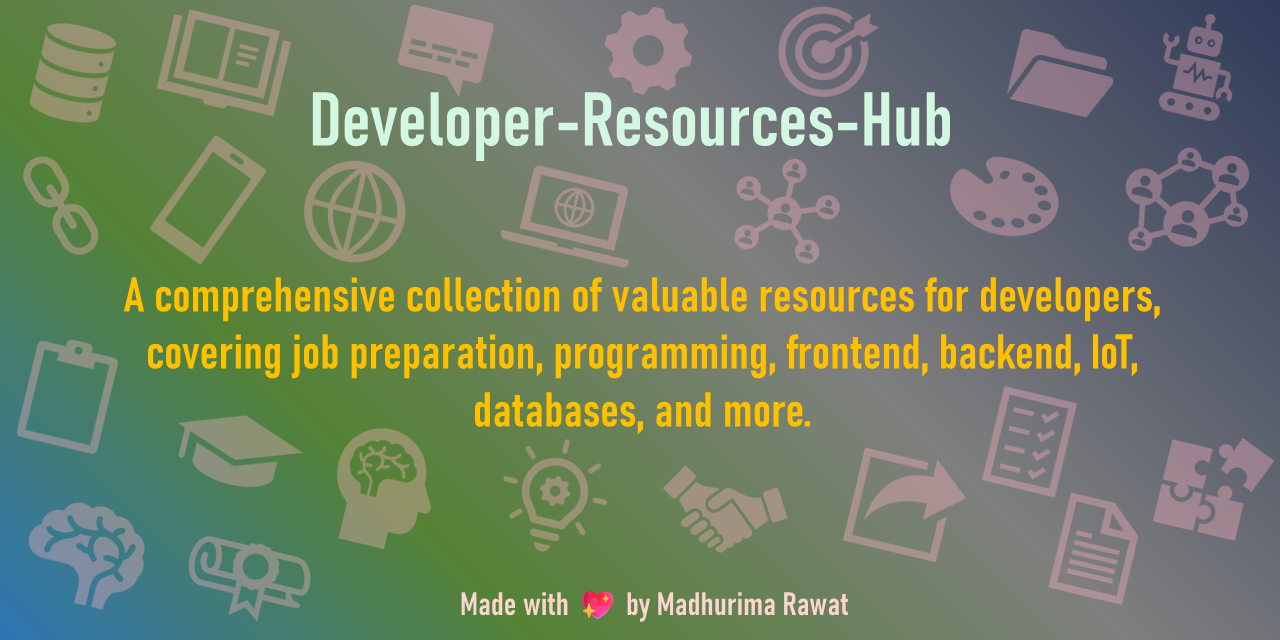 Developer-Resources-Hub
A comprehensive collection of valuable resources for developers,
covering job preparation, programming, frontend, backend, IoT,
databases, and more.
Made with 💖 by Madhurima Rawat